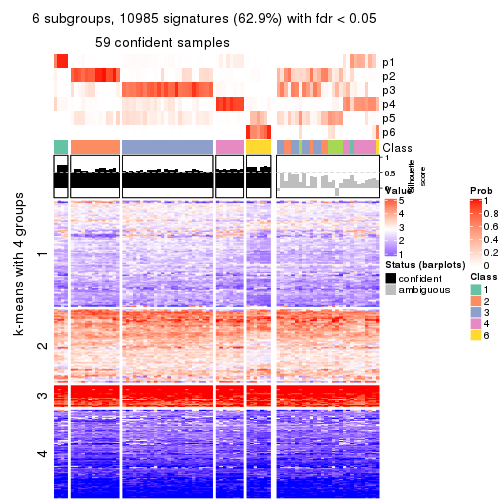 6 subgroups, 10985 signatures (62.9%) with fdr < 0.05
59 confident samples
p1
p2
p3
p4
p5
p6
Class
1
0.5
0
Silhouette
score
k-means with 4 groups
1
2
3
4
Value
5
4
3
2
1
Status (barplots)
confident
ambiguous
Prob
1
0.8
0.6
0.4
0.2
0
Class
1
2
3
4
5
6